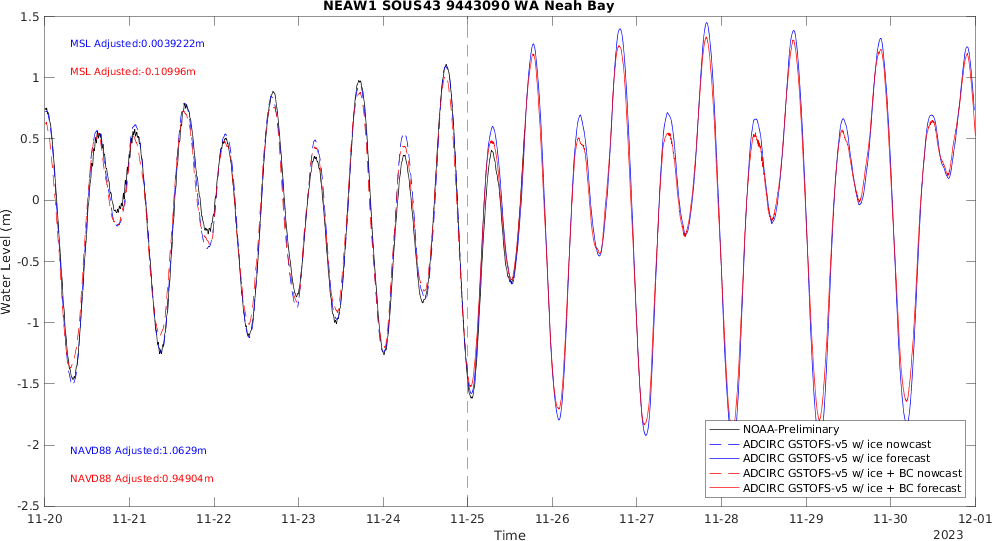 NEAW1 SOUS43 9443090 WA Neah Bay
1.5
1
0.5
0
-0.5
-1
-1.5
-2
-2.5
Water Level (m)
MSL Adjusted:0.0039222m
MSL Adjusted:-0.10996m
NAVD88 Adjusted:1.0629m
NAVD88 Adjusted:0.94904m
NOAA-Preliminary
ADCIRC GSTOFS-v5 w/ ice nowcast
ADCIRC GSTOFS-v5 w/ ice forecast
ADCIRC GSTOFS-v5 w/ ice + BC nowcast
ADCIRC GSTOFS-v5 w/ ice + BC forecast
11-20 11-21 11-22 11-23 11-24 11-25 11-26 11-27 11-28 11-29 11-30 12-01
Time
2023